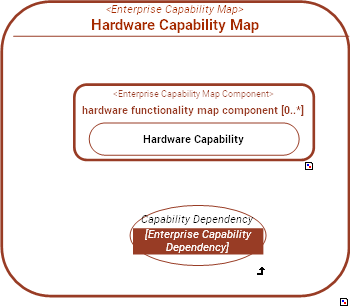 <Enterprise Capability Map>
Hardware Capability Map
<Enterprise Capability Map Component>
hardware functionality map component [0..*]
Hardware Capability
Capability Dependency
[Enterprise Capability
Dependency]